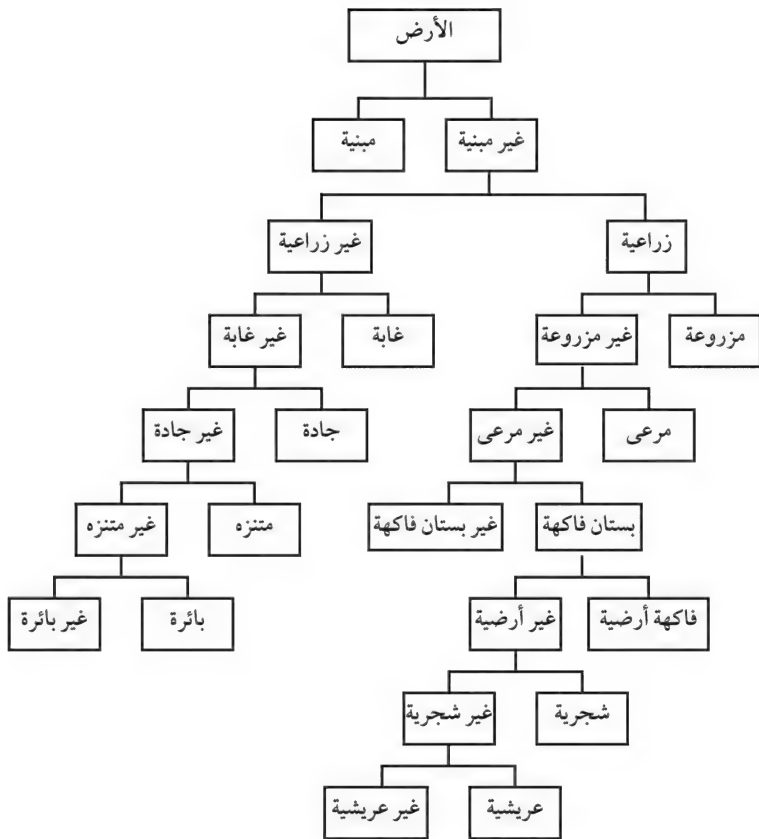 الأرض
غير مبنية
مبنية
زراعية
غير زراعية
مزروعة
غير مزروعة
غابة
غير غابة
مرعى
غير مرعى
جادة
غير جادة
بستان فاكهة
غير بستان فاكهة
متنزه
غير متنزه
فاكهة أرضية
غير أرضية
بائرة
غير بائرة
شجرية
غير شجرية
عريشية
غير عريشية